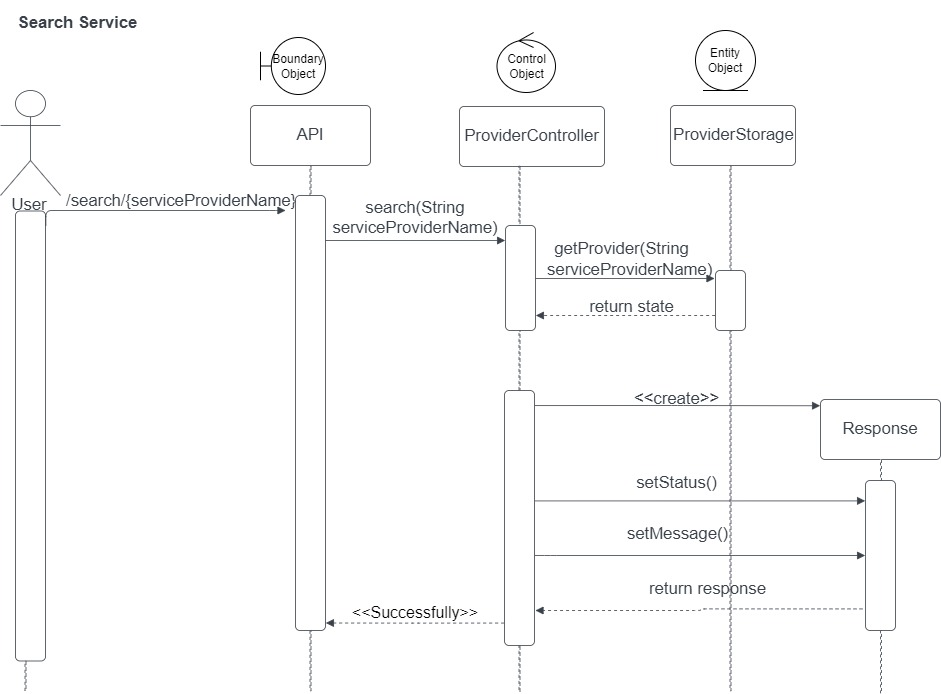 Search Service
Boundary
Object
Control
Object
Entity
Object
API
ProviderController
ProviderStorage
User
/search/{serviceProviderName}
search(String
serviceProviderName)
getProvider(String
serviceProviderName)
return state
<<create>>
Response
setStatus()
setMessage()
return response
<<Successfully>>